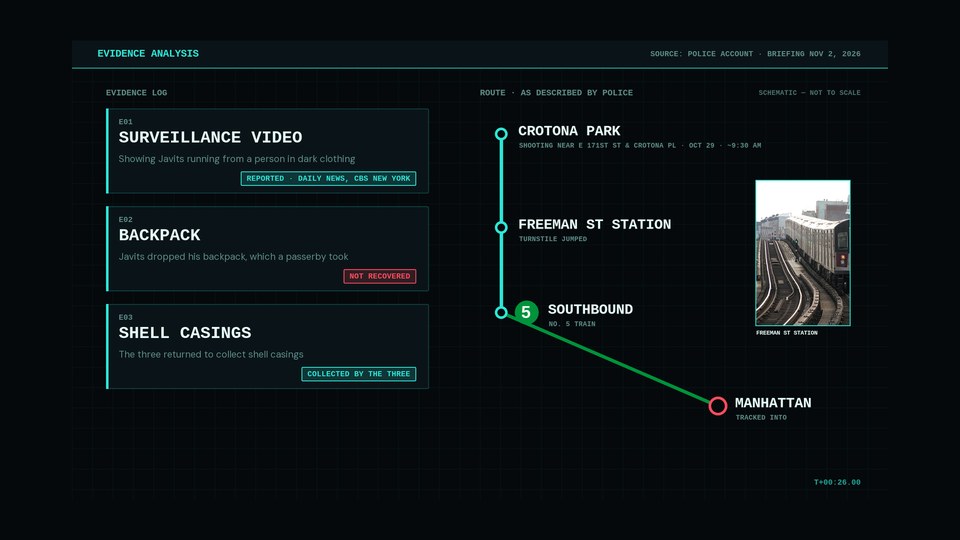 EVIDENCE ANALYSIS
SOURCE: POLICE ACCOUNT · BRIEFING NOV 2, 2026
EVIDENCE LOG
E01
SURVEILLANCE VIDEO
Showing Javits running from a person in dark clothing
REPORTED · DAILY NEWS, CBS NEW YORK
E02
BACKPACK
Javits dropped his backpack, which a passerby took
NOT RECOVERED
E03
SHELL CASINGS
The three returned to collect shell casings
COLLECTED BY THE THREE
ROUTE · AS DESCRIBED BY POLICE
SCHEMATIC — NOT TO SCALE
CROTONA PARK
SHOOTING NEAR E 171ST ST & CROTONA PL · OCT 29 · ~9:30 AM
FREEMAN ST STATION
TURNSTILE JUMPED
5 SOUTHBOUND
NO. 5 TRAIN
FREEMAN ST STATION
MANHATTAN
TRACKED INTO
T+00:26.00